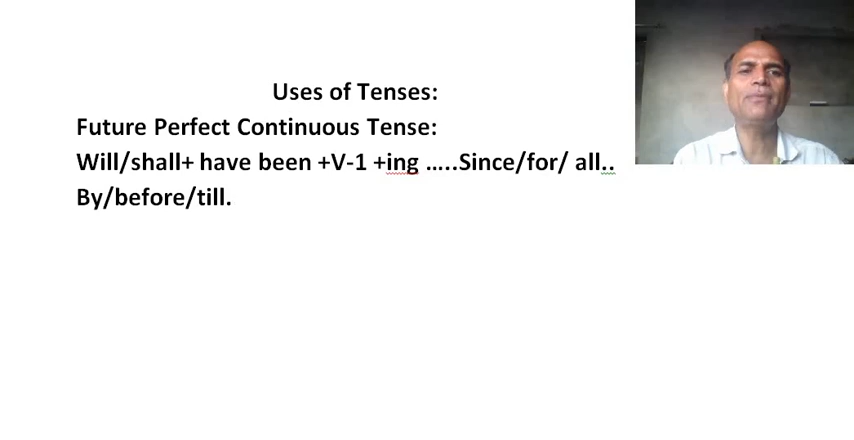 Uses of Tenses:
Future Perfect Continuous Tense:
Will/shall+ have been +V-1 +ing …..Since/for/ all..
By/before/till.